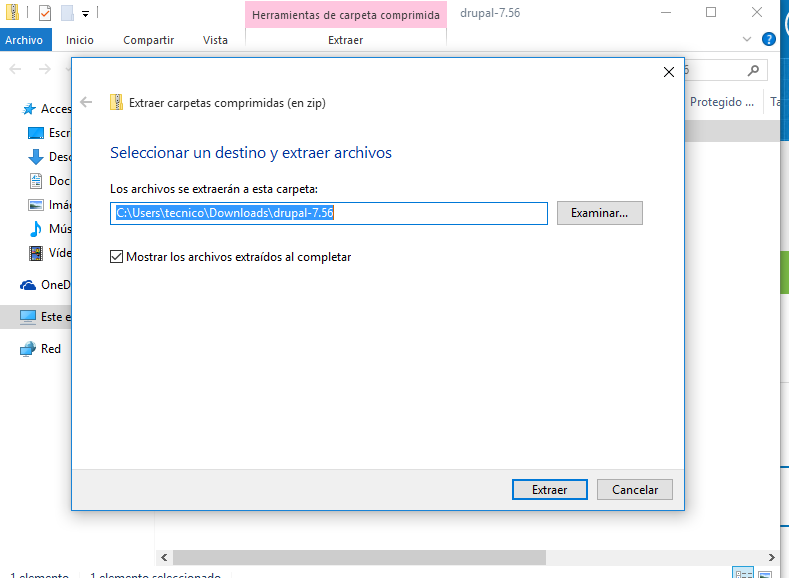 Herramientas de carpeta comprimida
drupal-7.56
Archivo
Inicio
Compartir
Vista
Extraer
Extraer carpetas comprimidas (en zip)
Protegido ...
Acces
Escr
Seleccionar un destino y extraer archivos
Desc
Doc
Los archivos se extraerán a esta carpeta:
Imág
C:\Users\tecnico\Downloads\drupal-7.56
Examinar...
Mús
Víde
Mostrar los archivos extraídos al completar
OneD
Este e
Red
Extraer
Cancelar
1 elemento
1 elemento seleccionado